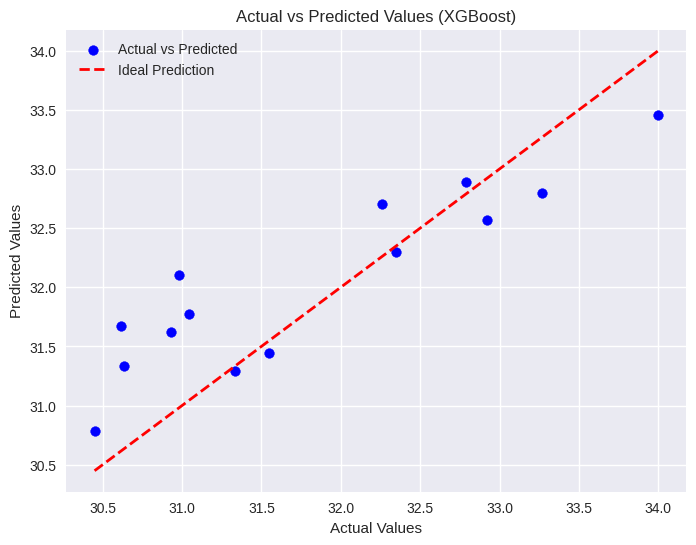 Actual vs Predicted Values (XGBoost)
Actual vs Predicted
Ideal Prediction
Predicted Values
34.0
33.5
33.0
32.5
32.0
31.5
31.0
30.5
30.5 31.0 31.5 32.0 32.5 33.0 33.5 34.0
Actual Values